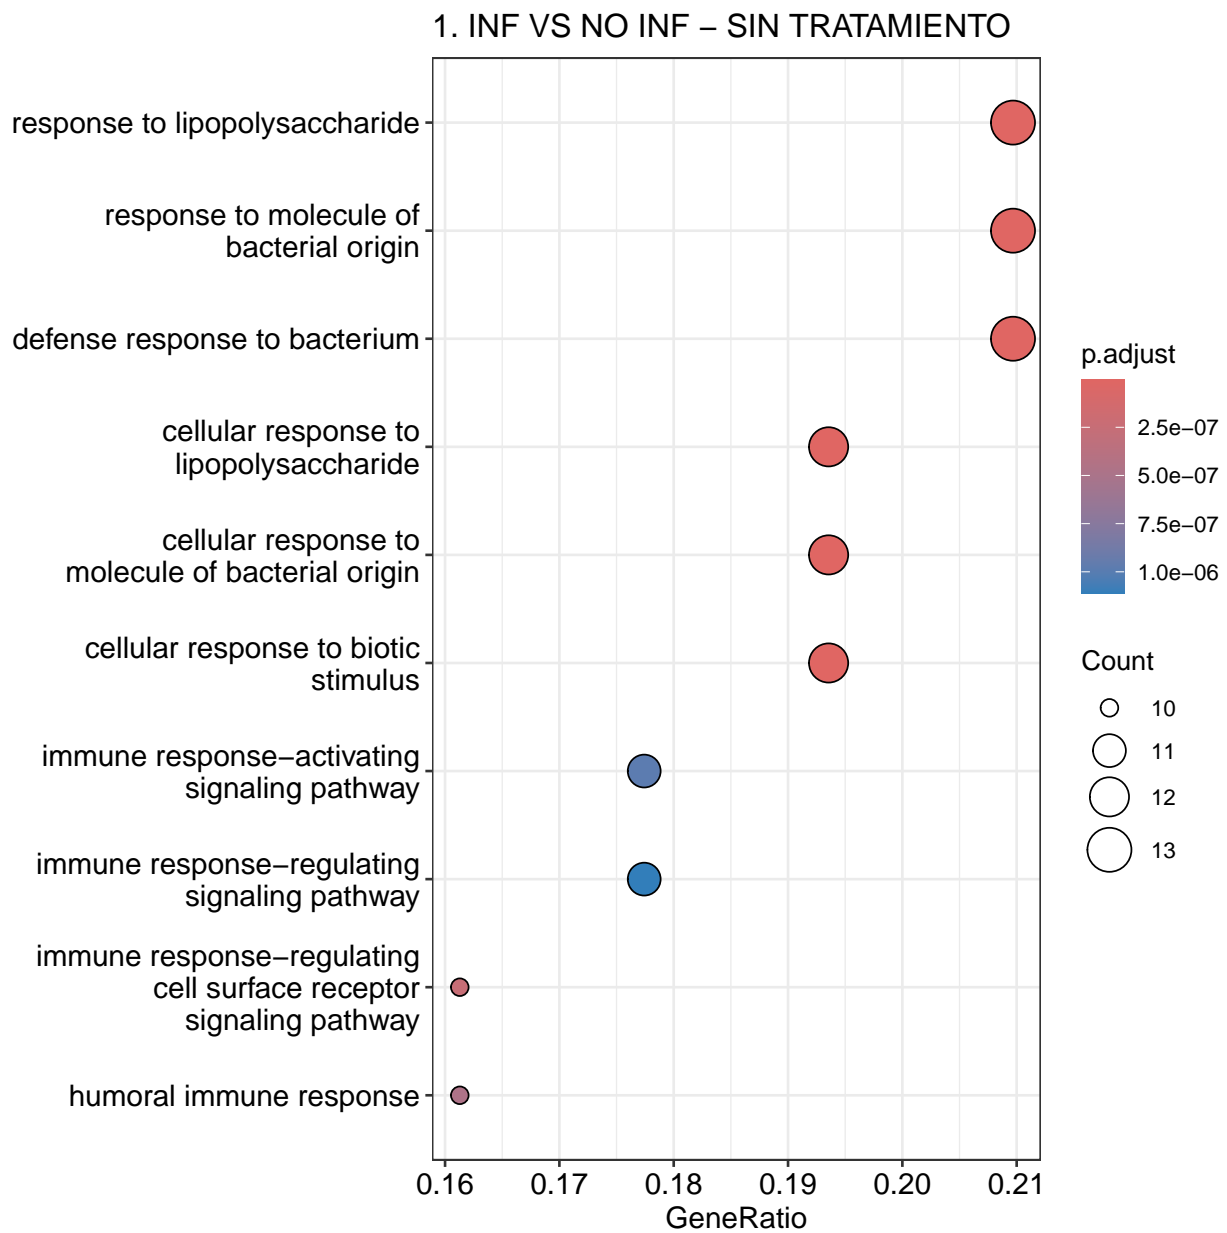 1. INF VS NO INF − SIN TRATAMIENTO
response to lipopolysaccharide
response to molecule of
bacterial origin
defense response to bacterium
cellular response to
lipopolysaccharide
cellular response to
molecule of bacterial origin
cellular response to biotic
stimulus
immune response−activating
signaling pathway
immune response−regulating
signaling pathway
immune response−regulating
cell surface receptor
signaling pathway
humoral immune response
0.16
0.17
0.18
0.19
0.20
0.21
GeneRatio
p.adjust
2.5e−07
5.0e−07
7.5e−07
1.0e−06
Count
10
11
12
13